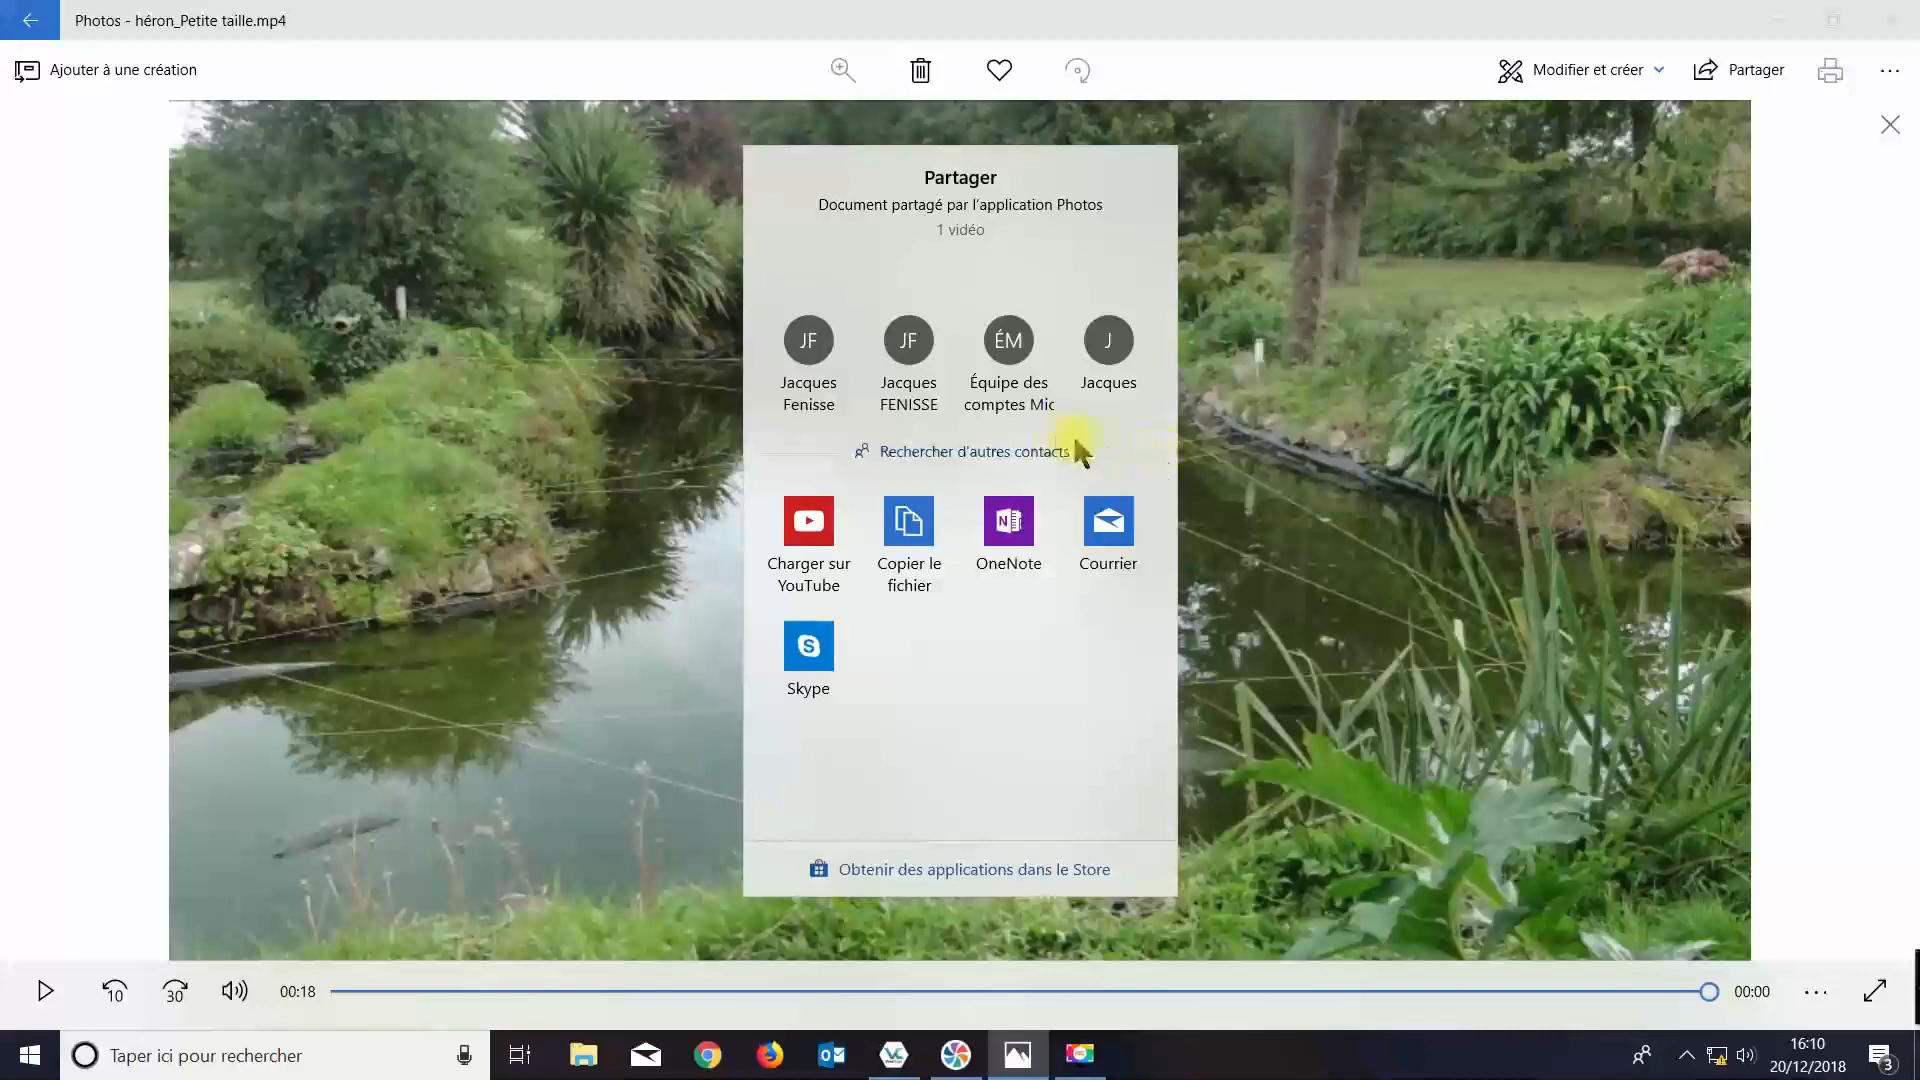 Photos - héron_Petite taille.mp4
Ajouter à une création
Modifier et créer
Partager
Partager
Document partagé par l'application Photos
1 vidéo
JF
JF
ÉM
J
Jacques
Fenisse
Jacques
FENISSE
Équipe des
comptes Mic
Jacques
Rechercher d'autres contacts
Charger sur
YouTube
Copier le
fichier
OneNote
Courrier
Skype
Obtenir des applications dans le Store
10
30
00:18
00:00
Taper ici pour rechercher
16:10
20/12/2018
3